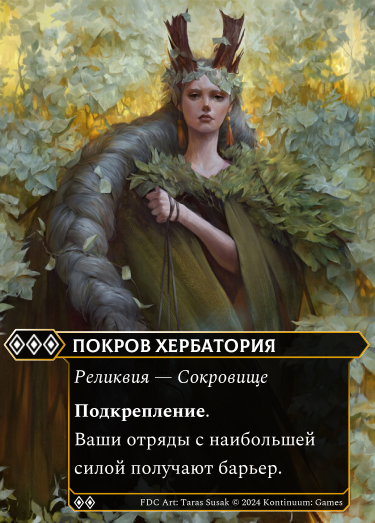 ПОКРОВ ХЕРБАТОРИЯ
Реликвия — Сокровище
Подкрепление.
Ваши отряды с наибольшей
силой получают барьер.
FDC Art: Taras Susak © 2024 Kontinuum: Games